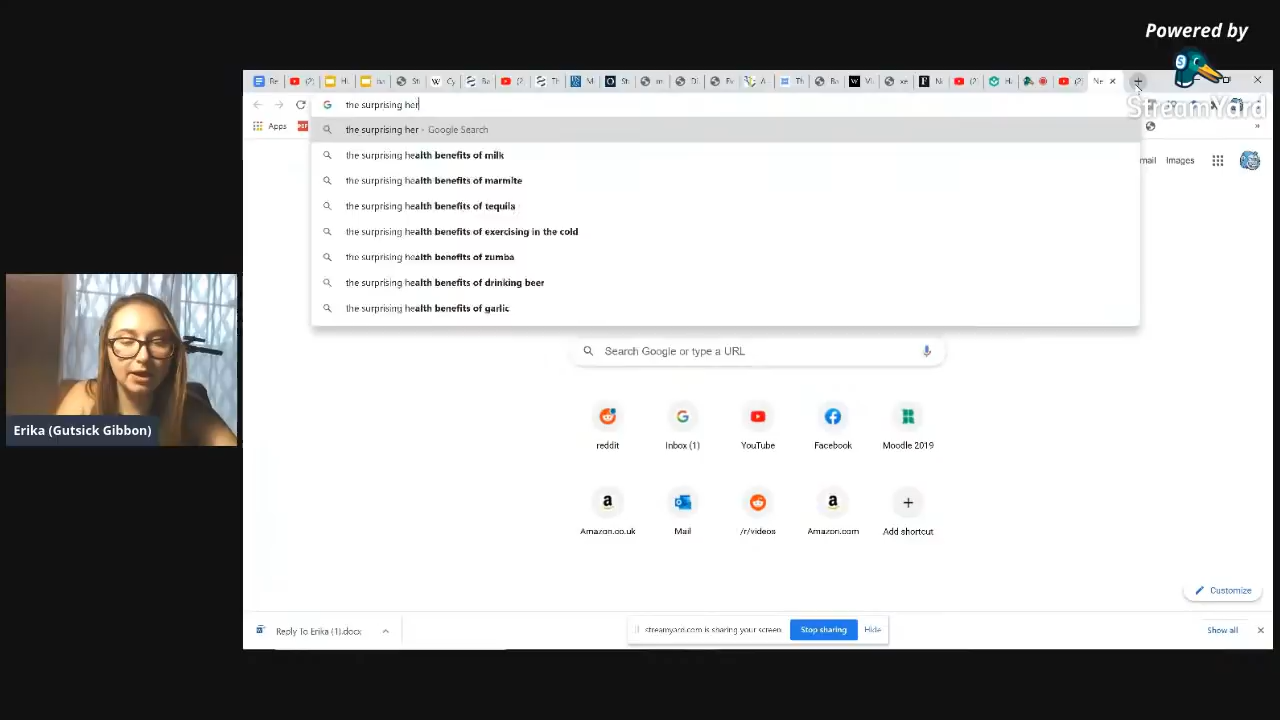 Powered by
StreamYard
the surprising her
the surprising her - Google Search
Apps
the surprising health benefits of milk
Images
the surprising health benefits of marmite
the surprising health benefits of tequila
the surprising health benefits of exercising in the cold
the surprising health benefits of zumba
the surprising health benefits of drinking beer
the surprising health benefits of garlic
Search Google or type a URL
Erika (Gutsick Gibbon)
reddit
Inbox (1)
YouTube
Facebook
Moodle 2019
Amazon.co.uk
Mail
/r/videos
Amazon.com
Add shortcut
Customize
Reply To Erika (1).docx
streamyard.com is sharing your screen.
Stop sharing
Hide
Show all